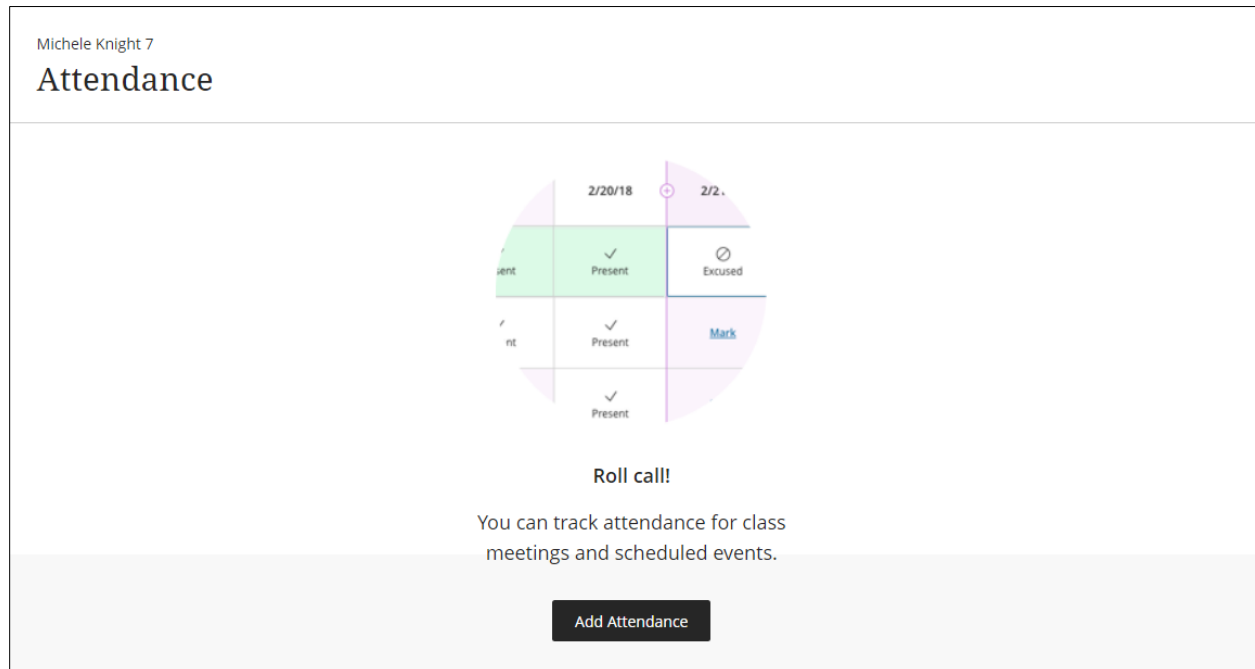 Michele Knight 7
Attendance
2/20/18
Present
Excused
Present
Mark
Present
Roll call!
You can track attendance for class
meetings and scheduled events.
Add Attendance